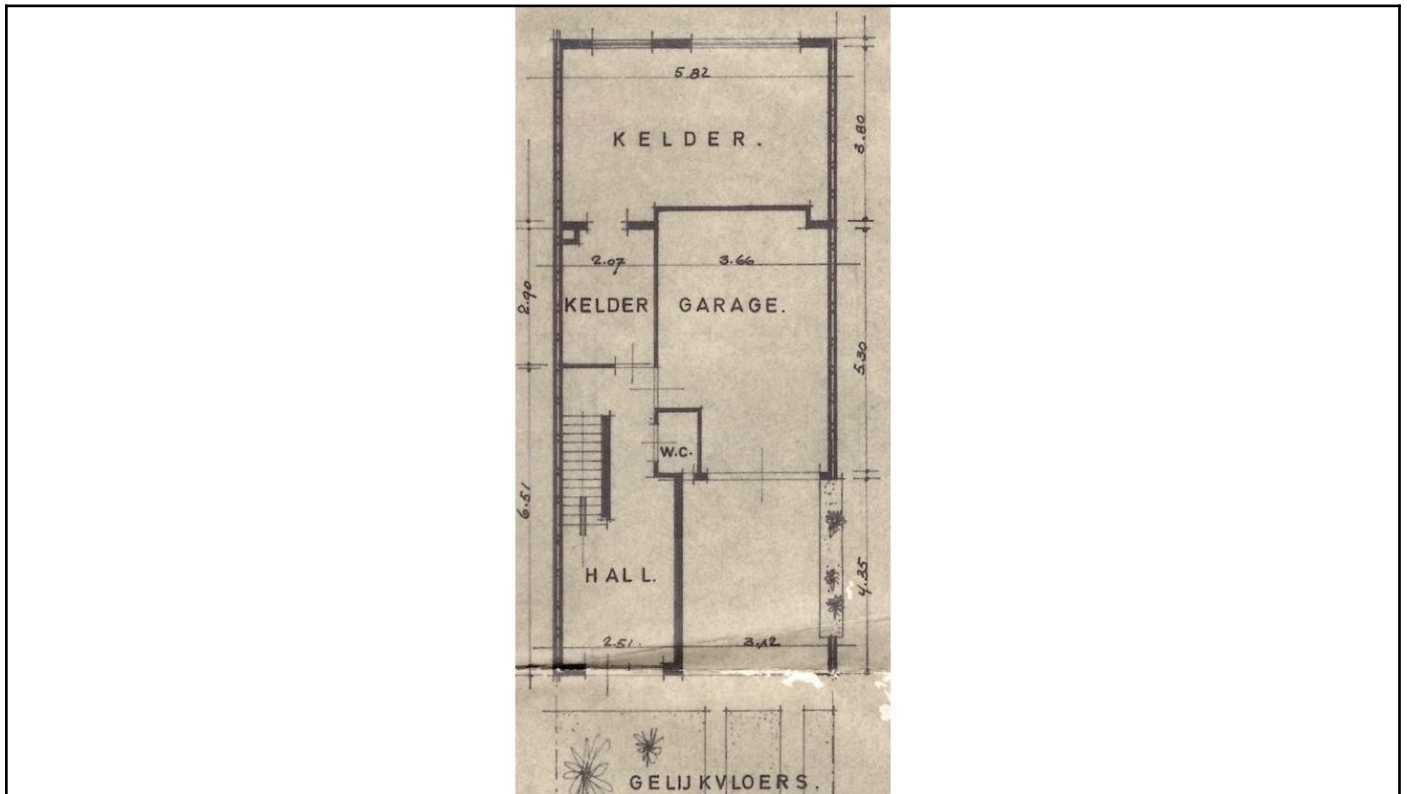 5.82
KELDER.
3.80
2.07 3.66
2.90
KELDER GARAGE.
5.30
W.C.
6.51
HALL.
4.35
2.51. 3,12
GELIJKVLOERS.